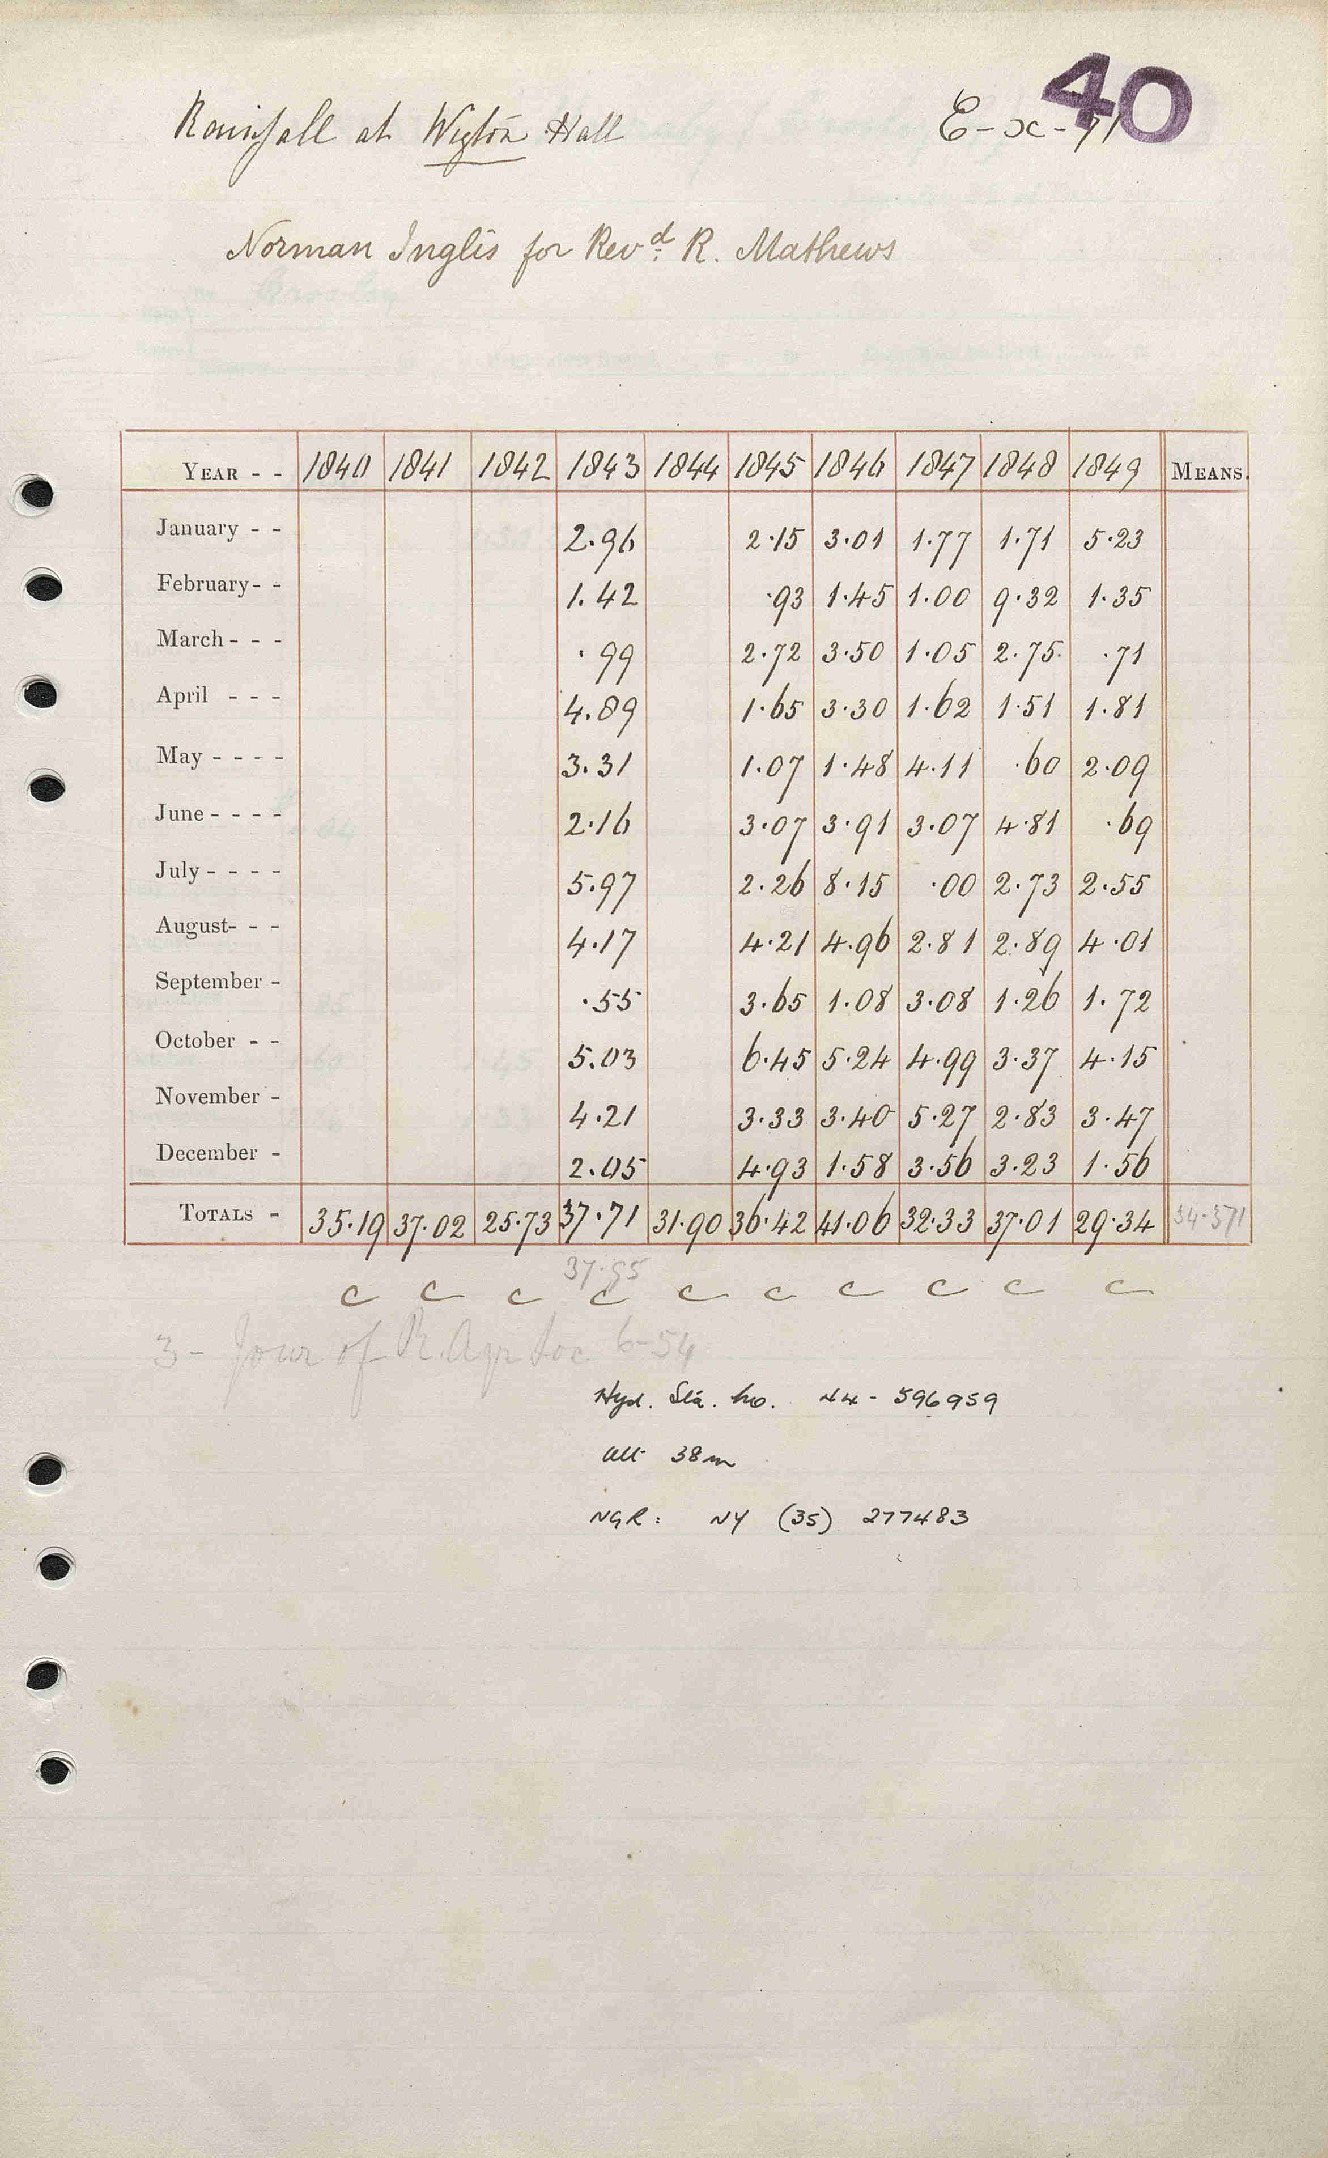 40
Rainfall at Wigton Hall E-x-71
Norman Inglis for Revd. R. Mathews
YEAR - - 1840 1841 1842 1843 1844 1845 1846 1847 1848 1849 MEANS.
January - - 2.96 2.15 3.01 1.77 1.71 5.23
February - - 1.42 .93 1.45 1.00 9.32 1.35
March - - - .99 2.72 3.50 1.05 2.75 .71
April - - - 4.89 1.65 3.30 1.62 1.51 1.81
May - - - - 3.31 1.07 1.48 4.11 .60 2.09
June - - - - 2.16 3.07 3.91 3.07 4.81 .69
July - - - - 5.97 2.26 8.15 .00 2.73 2.55
August- - - 4.17 4.21 4.96 2.81 2.89 4.01
September - .55 3.65 1.08 3.08 1.26 1.72
October - - 5.03 6.45 5.24 4.99 3.37 4.15
November - 4.21 3.33 3.40 5.27 2.83 3.47
December - 2.05 4.93 1.58 3.56 3.23 1.56
TOTALS - 35.19 37.02 25.73 37.71 31.90 36.42 41.06 32.33 37.01 29.34 34.371
37.95
c c c c c c c c c c
3 - Jour of R. Agr Soc 6-54
Hyd. Sta. No. 44 - 596959
alt 38m
NGR: NY (35) 277483